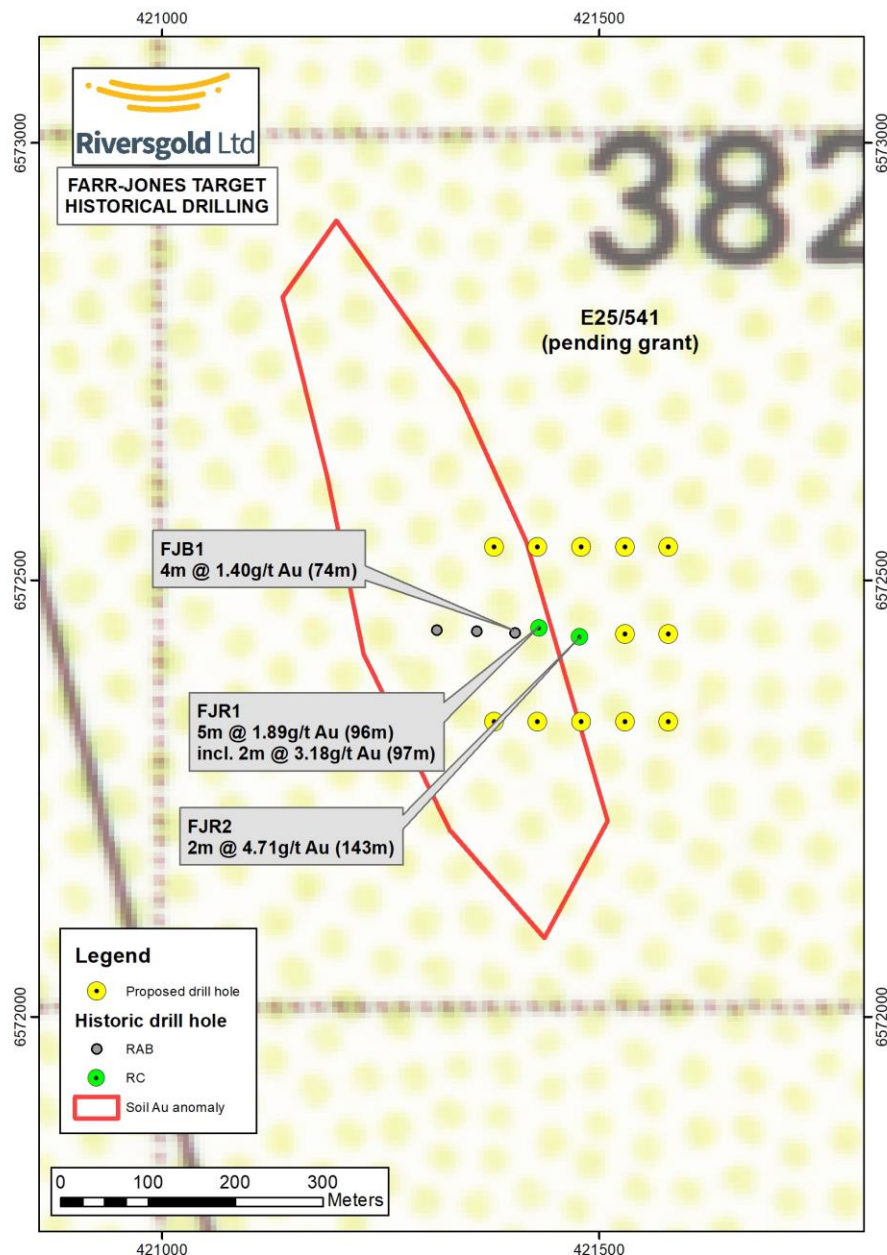 421000
421500
Riversgold Ltd
FARR-JONES TARGET
HISTORICAL DRILLING
6573000
6573000
382
E25/541
(pending grant)
FJB1
4m @ 1.40g/t Au (74m)
6572500
6572500
FJR1
5m @ 1.89g/t Au (96m)
incl. 2m @ 3.18g/t Au (97m)
FJR2
2m @ 4.71g/t Au (143m)
Legend
Proposed drill hole
Historic drill hole
RAB
RC
Soil Au anomaly
6572000
6572000
0 100 200 300
Meters
421000
421500